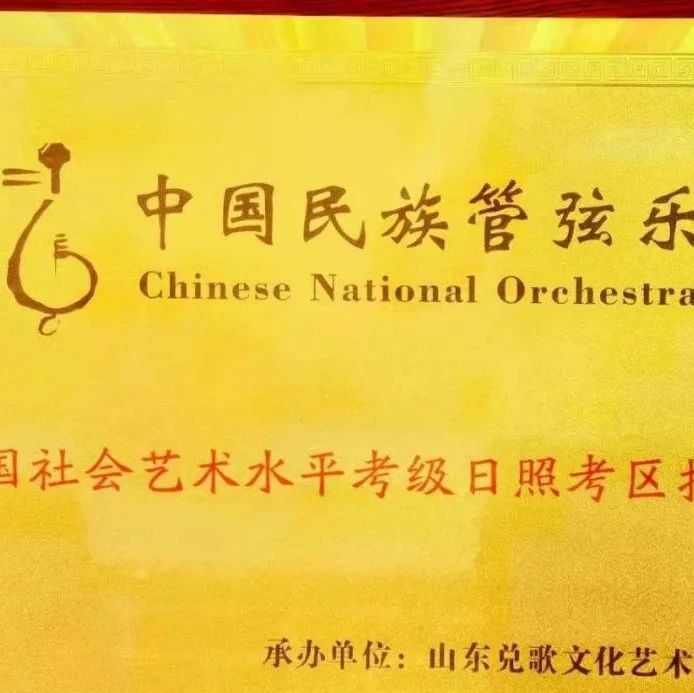 中国民族管弦乐
Chinese National Orchestra
国社会艺术水平考级日照考区
承办单位：山东兑歌文化艺术